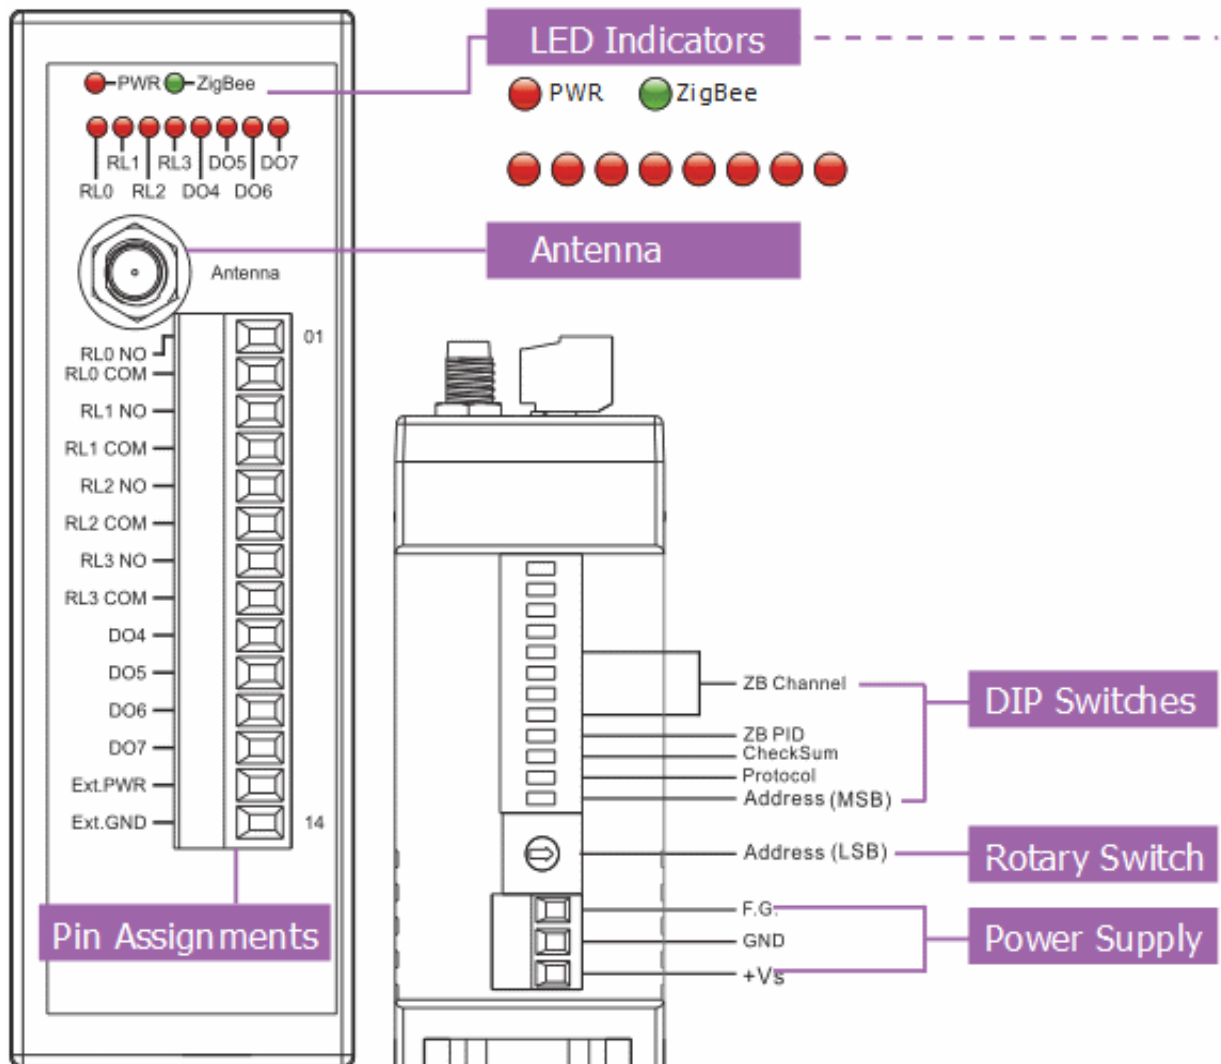 LED Indicators
PWR ZigBee
PWR ZigBee
RL1 RL3 DO5 DO7
RL0 RL2 DO4 DO6
Antenna
Antenna
01
RL0 NO
RL0 COM
RL1 NO
RL1 COM
RL2 NO
RL2 COM
RL3 NO
RL3 COM
DO4
DO5
DO6
DO7
Ext.PWR
Ext.GND
14
Pin Assignments
ZB Channel
ZB PID
CheckSum
Protocol
Address (MSB)
DIP Switches
Address (LSB)
Rotary Switch
F.G.
GND
+Vs
Power Supply